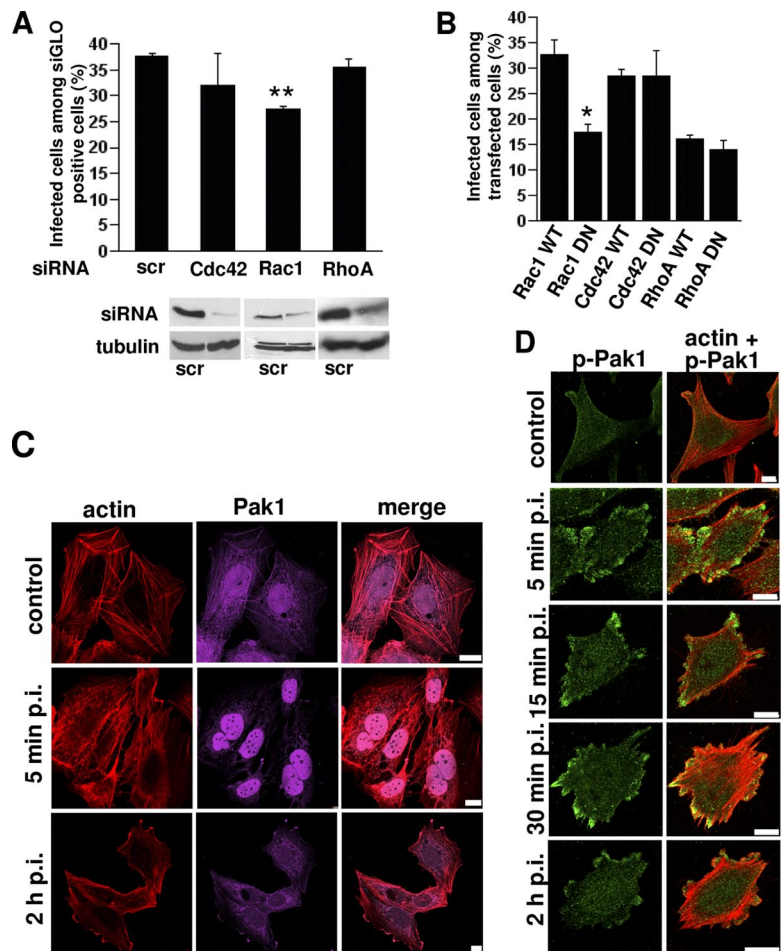 A
Infected cells among siGLO
positive cells (%)
40
35
30
25
20
15
10
5
0
**
siRNA scr Cdc42 Rac1 RhoA
siRNA
tubulin
scr scr scr
B
Infected cells among
transfected cells (%)
40
35
30
25
20
15
10
5
0
*
Rac1 WT
Rac1 DN
Cdc42 WT
Cdc42 DN
RhoA WT
RhoA DN
C
actin Pak1 merge
control
5 min p.i.
2 h p.i.
D
p-Pak1
actin +
p-Pak1
control
5 min p.i.
15 min p.i.
30 min p.i.
2 h p.i.